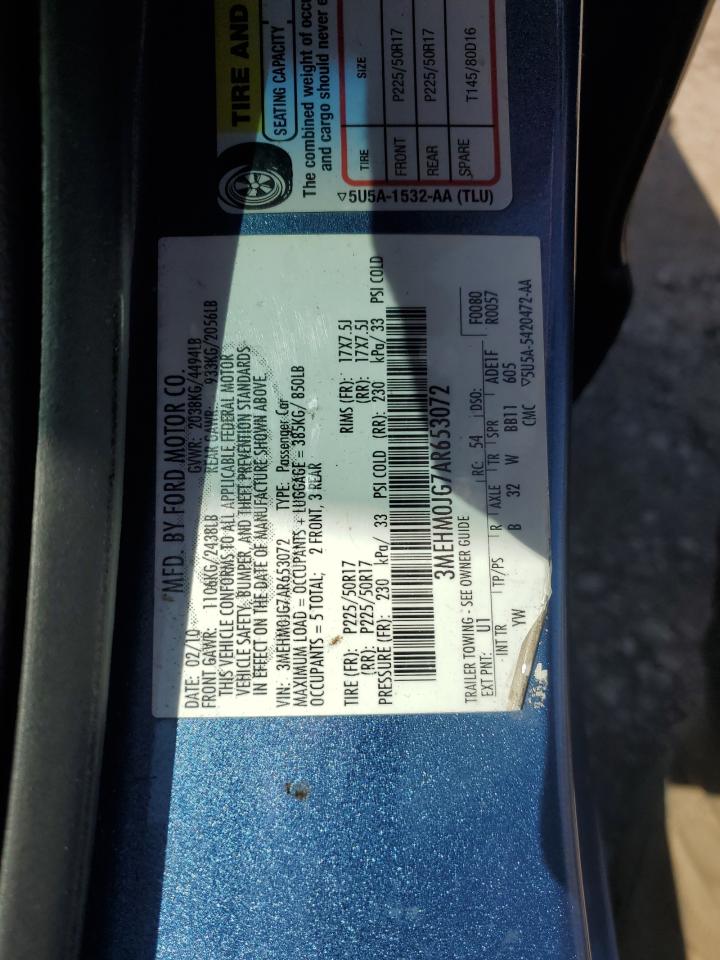 TIRE AND
SEATING CAPACITY
The combined weight of occu
and cargo should never e
TIRE SIZE
FRONT P225/50R17
REAR P225/50R17
SPARE T145/80D16
▽5U5A-1532-AA (TLU)
MFD. BY FORD MOTOR CO.
DATE: 02/10 GVWR: 2038KG/4494LB
FRONT GAWR: 1106KG/2438LB REAR GAWR: 933KG/2056LB
THIS VEHICLE CONFORMS TO ALL APPLICABLE FEDERAL MOTOR
VEHICLE SAFETY, BUMPER, AND THEFT PREVENTION STANDARDS
IN EFFECT ON THE DATE OF MANUFACTURE SHOWN ABOVE.
VIN: 3MEHM0JG7AR653072 TYPE: Passenger Car
MAXIMUM LOAD = OCCUPANTS + LUGGAGE = 385KG/ 850LB
OCCUPANTS = 5 TOTAL: 2 FRONT, 3 REAR
TIRE (FR): P225/50R17 RIMS (FR): 17X7.5J
(RR): P225/50R17 (RR): 17X7.5J
PRESSURE (FR): 230 kPa/ 33 PSI COLD (RR): 230 kPa/ 33 PSI COLD
3MEHM0JG7AR653072
TRAILER TOWING - SEE OWNER GUIDE
EXT PNT: U1 RC: 54 DSO: F0080
R0057
INT TR TP/PS R AXLE TR SPR ADE1F
YW B 32 W BB11 605
CMC ▽5U5A-5420472-AA